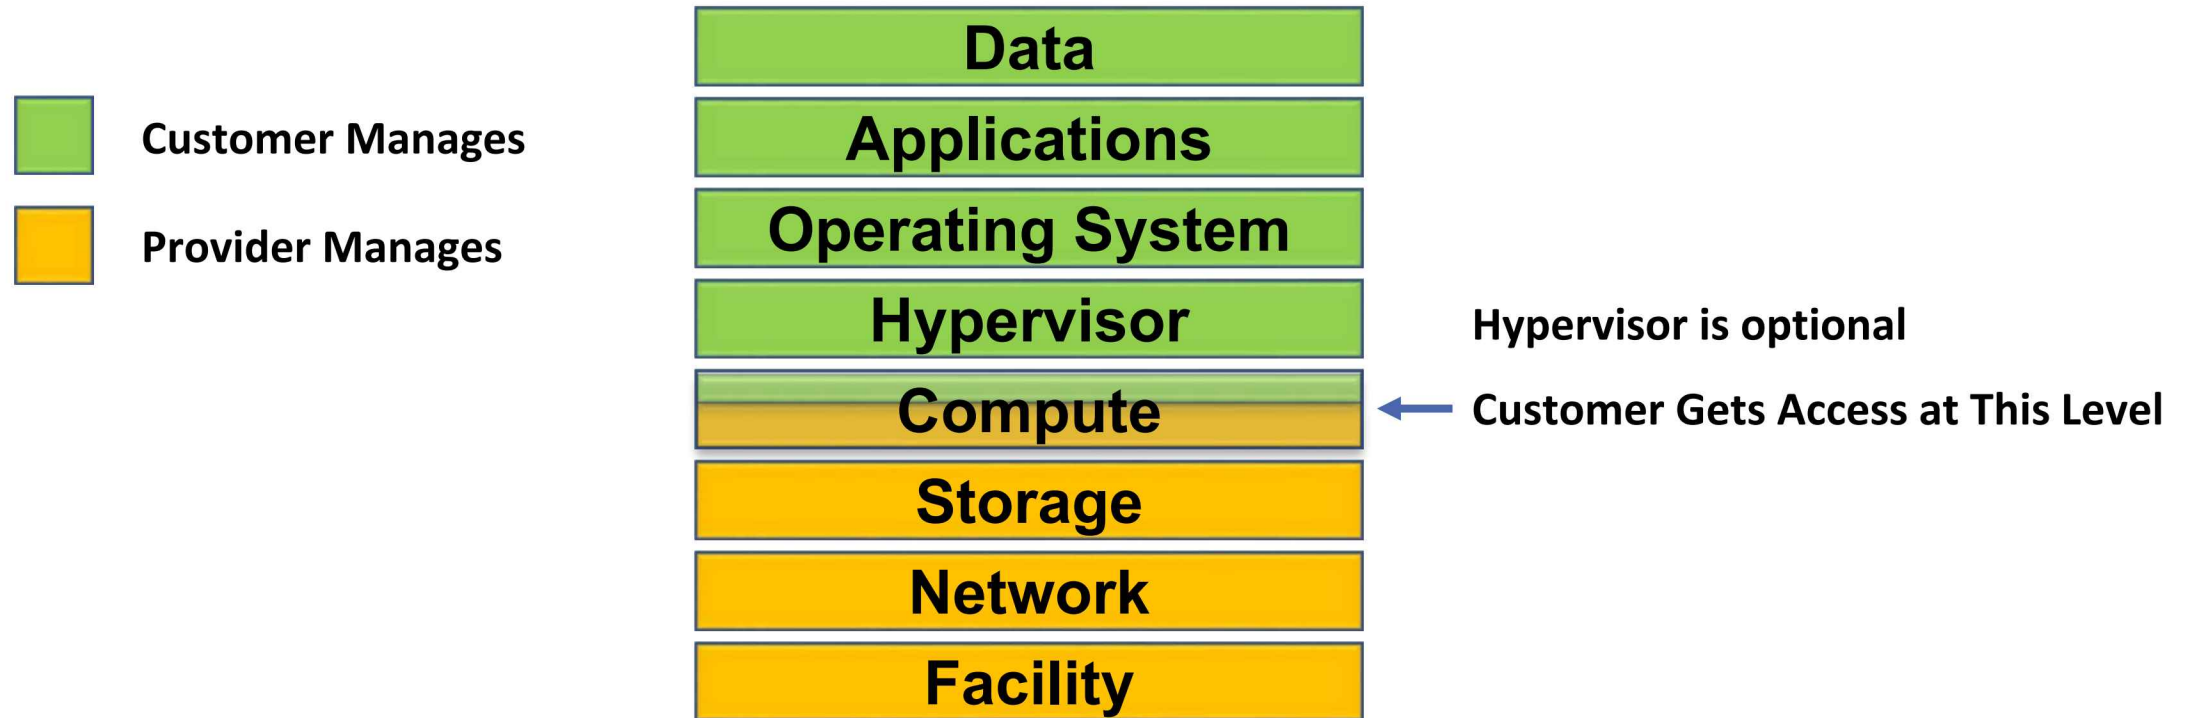 Data
Customer Manages
Applications
Provider Manages
Operating System
Hypervisor
Hypervisor is optional
Compute
Customer Gets Access at This Level
Storage
Network
Facility